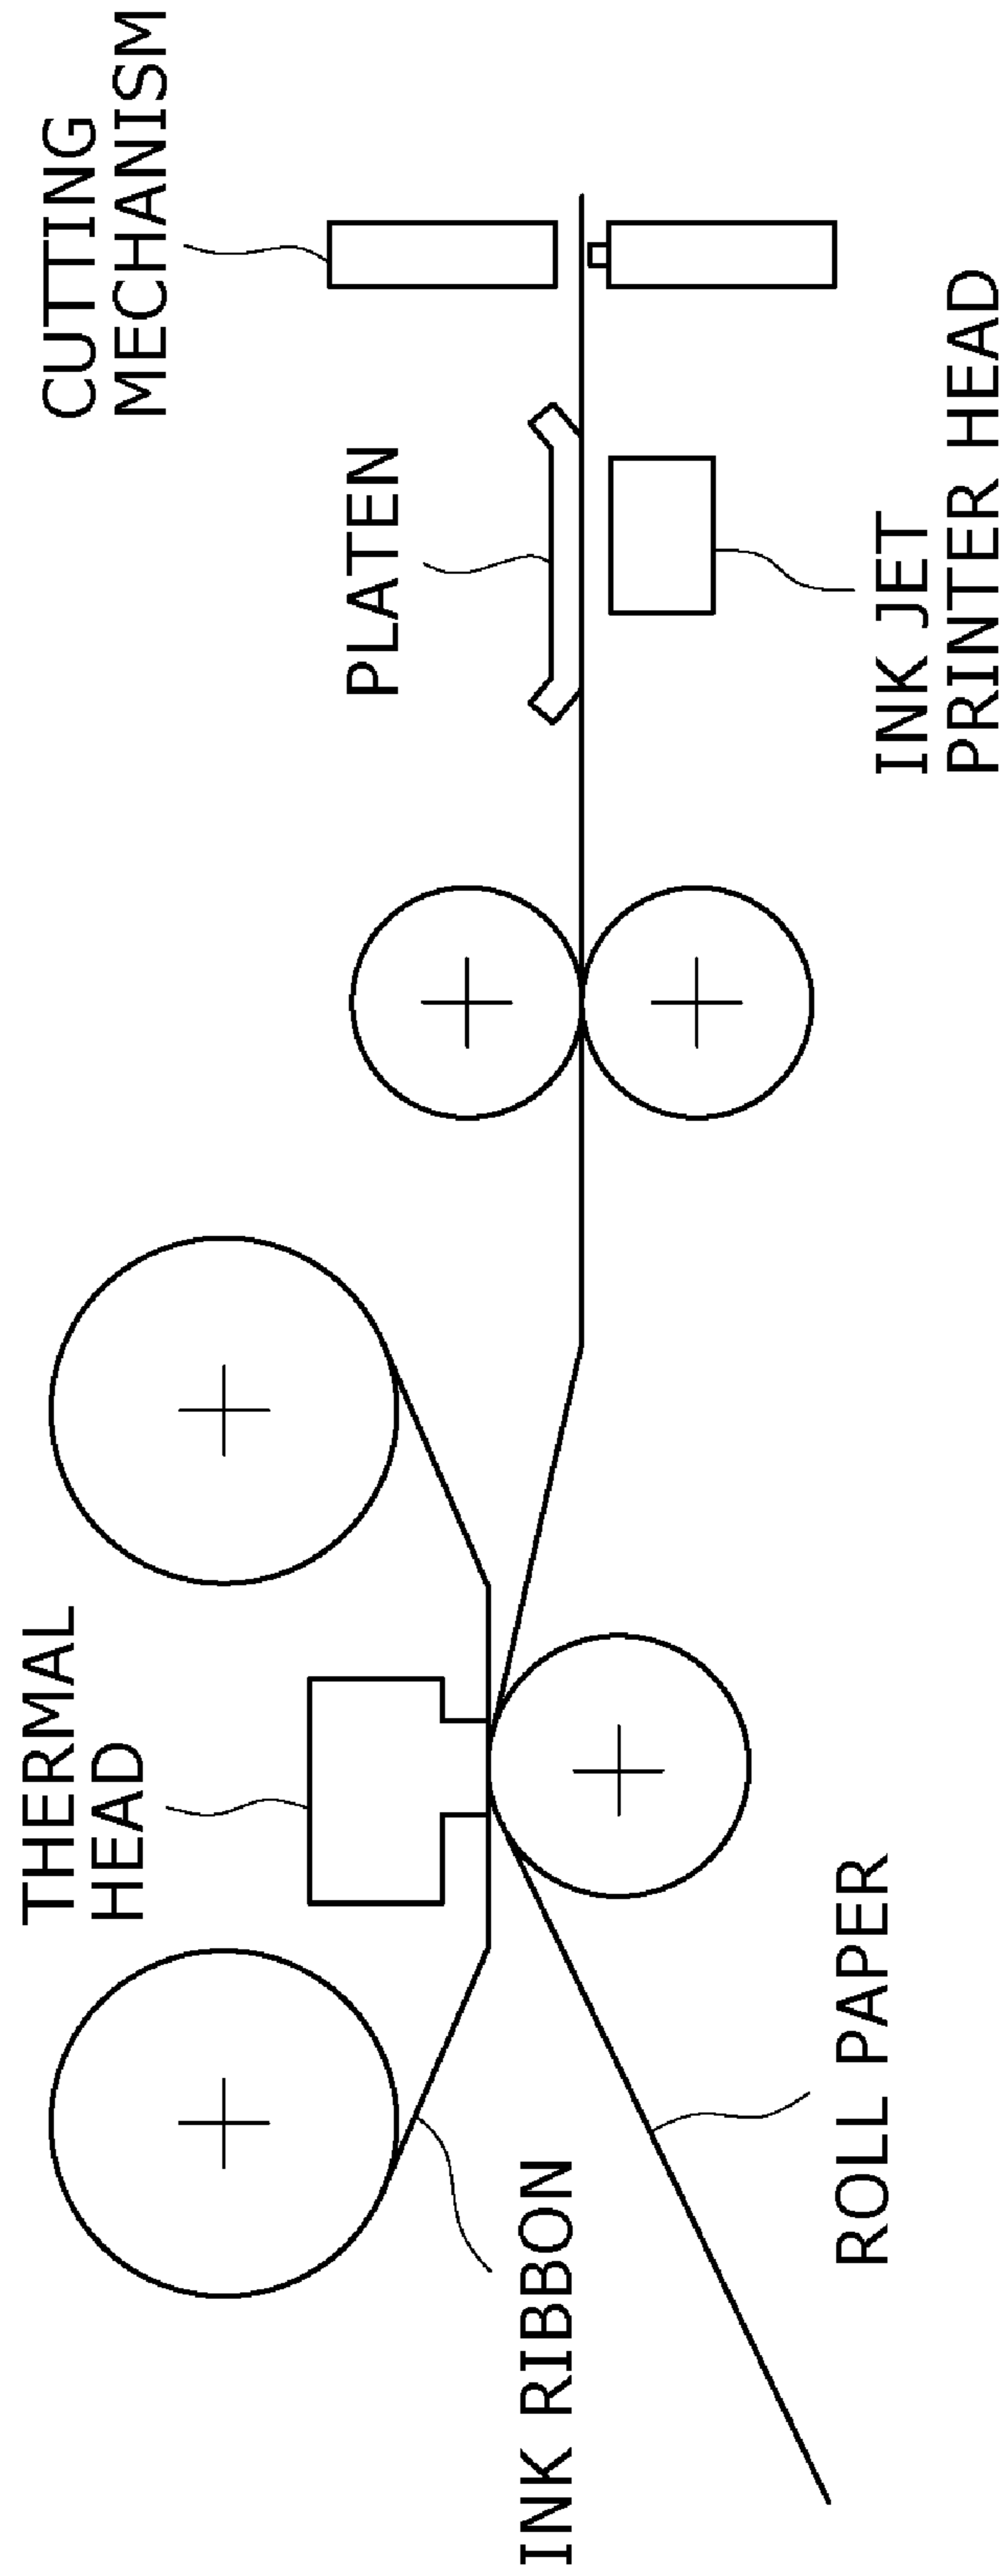 INK RIBBON
THERMAL
HEAD
ROLL PAPER
PLATEN
INK JET
PRINTER HEAD
CUTTING
MECHANISM